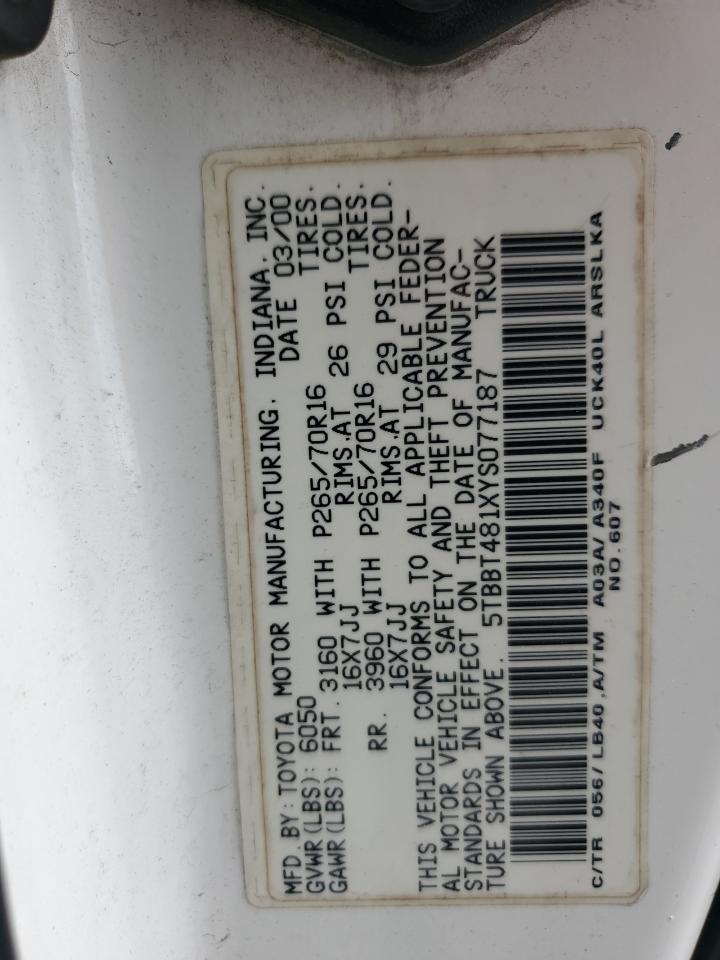 MFD. BY: TOYOTA MOTOR MANUFACTURING. INDIANA, INC.
GVWR(LBS): 6050 DATE 03/00
GAWR(LBS): FRT. 3160 WITH P265/70R16 TIRES.
16X7JJ RIMS.AT 26 PSI COLD.
RR. 3960 WITH P265/70R16 TIRES.
16X7JJ RIMS.AT 29 PSI COLD.
THIS VEHICLE CONFORMS TO ALL APPLICABLE FEDER-
AL MOTOR VEHICLE SAFETY AND THEFT PREVENTION
STANDARDS IN EFFECT ON THE DATE OF MANUFAC-
TURE SHOWN ABOVE. 5TBBT481XYS077187 TRUCK
C/TR 056/LB40,A/TM A03A/A340F UCK40L ARSLKA
NO.607